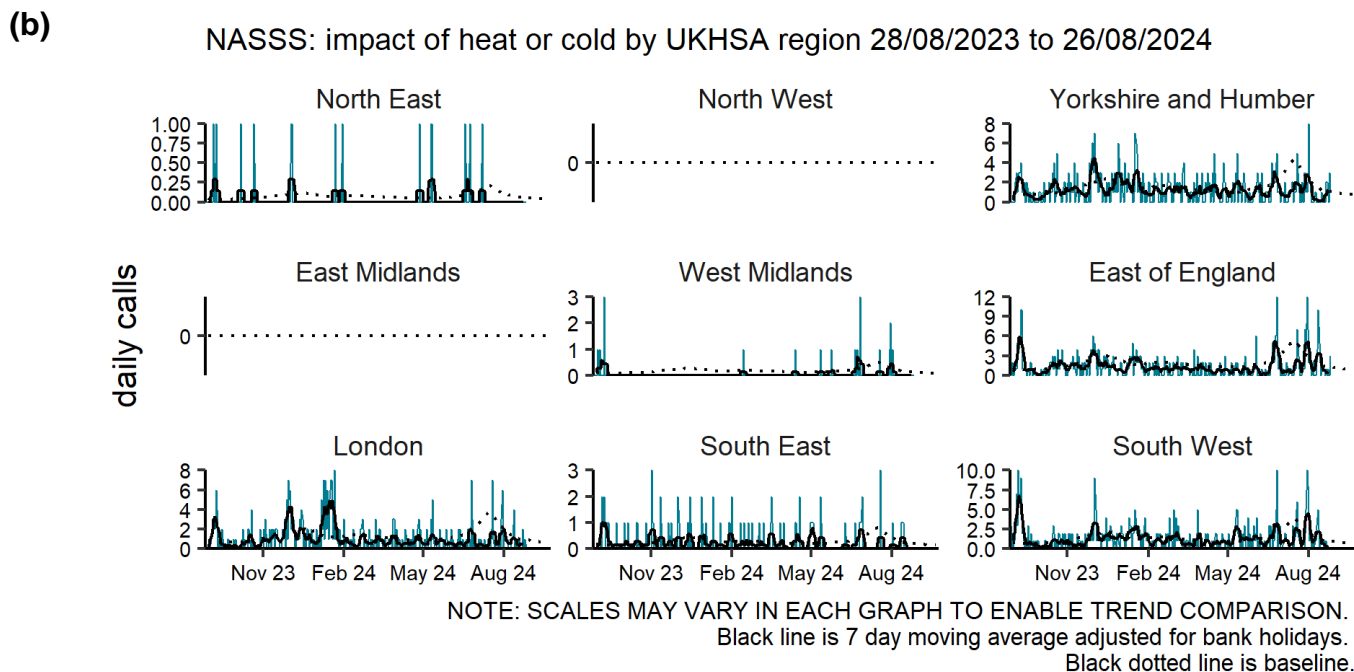 (b)
NASSS: impact of heat or cold by UKHSA region 28/08/2023 to 26/08/2024
daily calls
North East
1.00
0.75
0.50
0.25
0.00
North West
0
Yorkshire and Humber
8
6
4
2
0
East Midlands
0
West Midlands
3
2
1
0
East of England
12
9
6
3
0
London
8
6
4
2
0
Nov 23 Feb 24 May 24 Aug 24
South East
3
2
1
0
Nov 23 Feb 24 May 24 Aug 24
South West
10.0
7.5
5.0
2.5
0.0
Nov 23 Feb 24 May 24 Aug 24
NOTE: SCALES MAY VARY IN EACH GRAPH TO ENABLE TREND COMPARISON.
Black line is 7 day moving average adjusted for bank holidays.
Black dotted line is baseline.